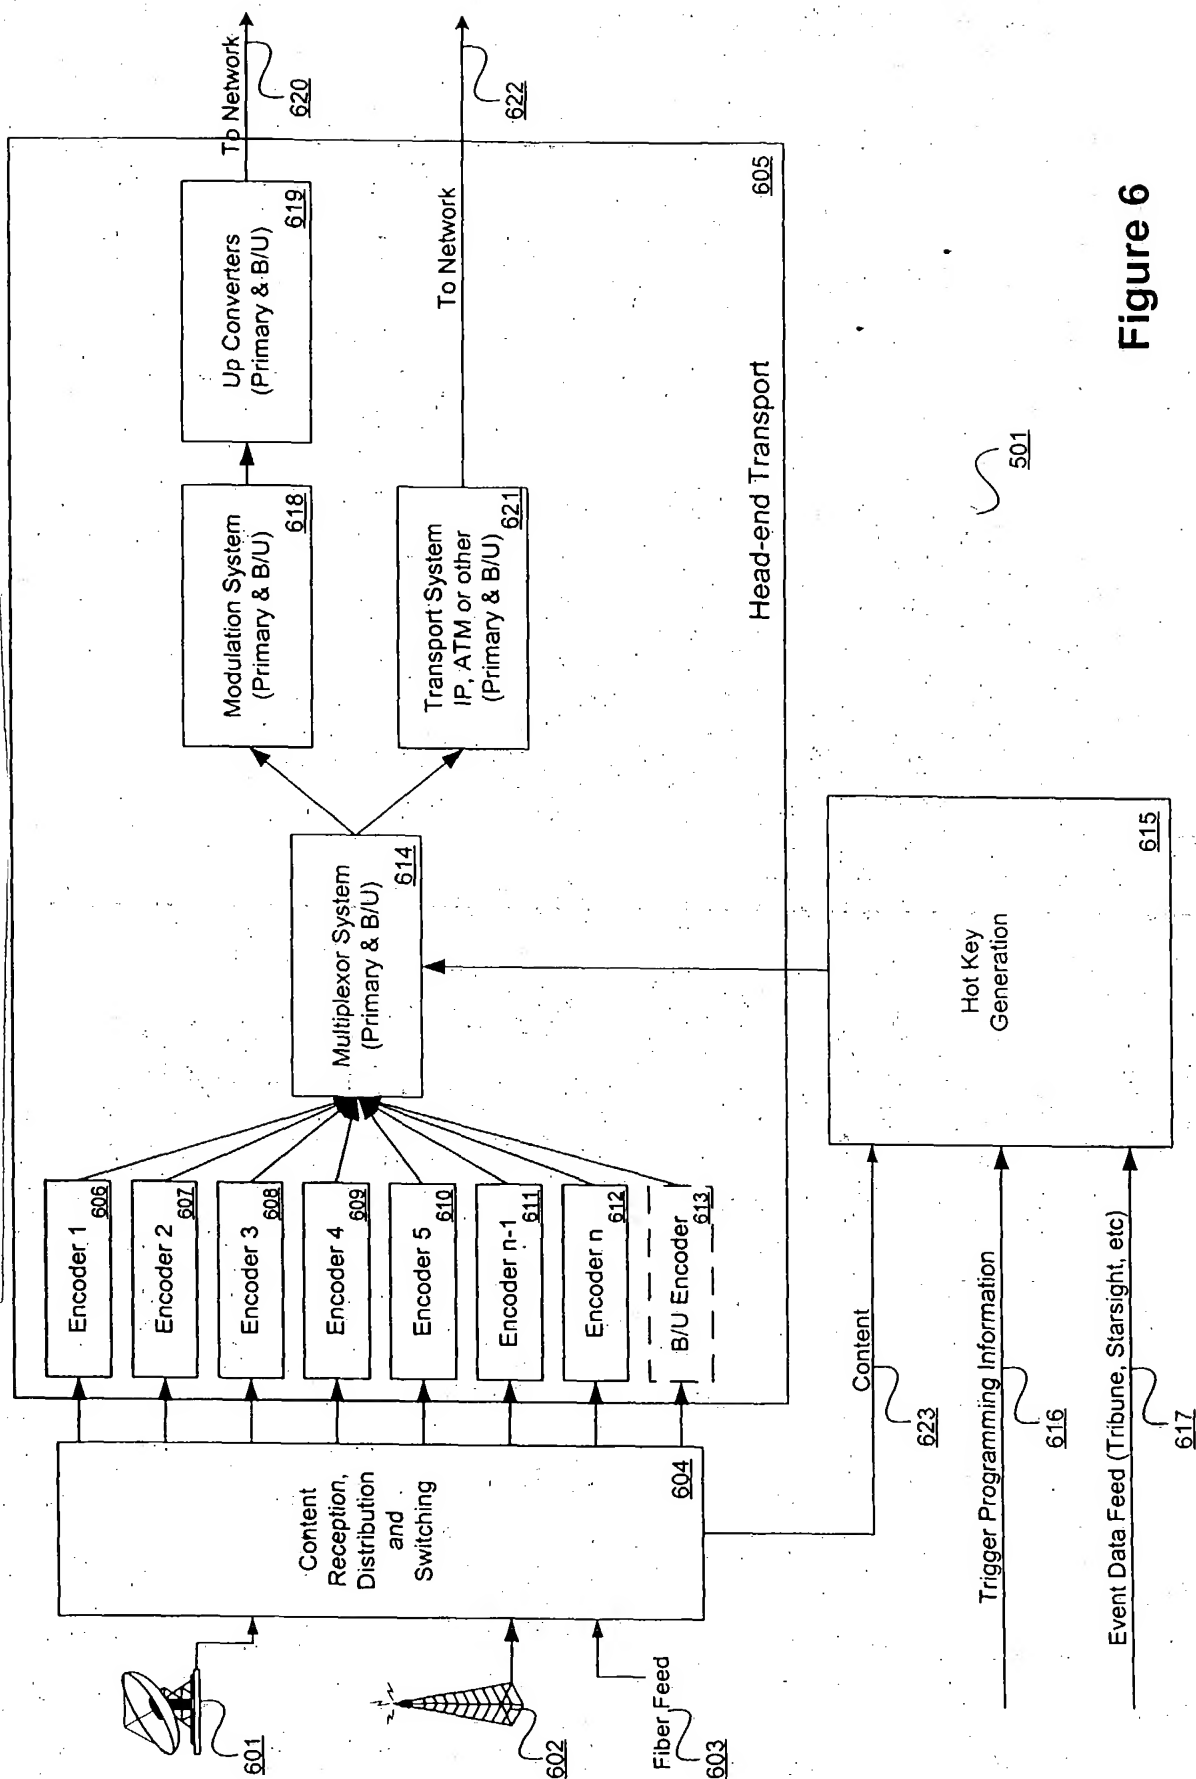 601
602
Fiber Feed
603
Content
Reception,
Distribution
and
Switching
604
Encoder 1
606
Encoder 2
607
Encoder 3
608
Encoder 4
609
Encoder 5
610
Encoder n-1
611
Encoder n
612
B/U Encoder
613
Multiplexor System
(Primary & B/U)
614
Modulation System
(Primary & B/U)
618
Up Converters
(Primary & B/U)
619
To Network
620
Transport System
IP, ATM or other
(Primary & B/U)
621
To Network
622
Head-end Transport
605
Content
623
Trigger Programming Information
616
Event Data Feed (Tribune, Starsight, etc)
617
Hot Key
Generation
615
501
Figure 6